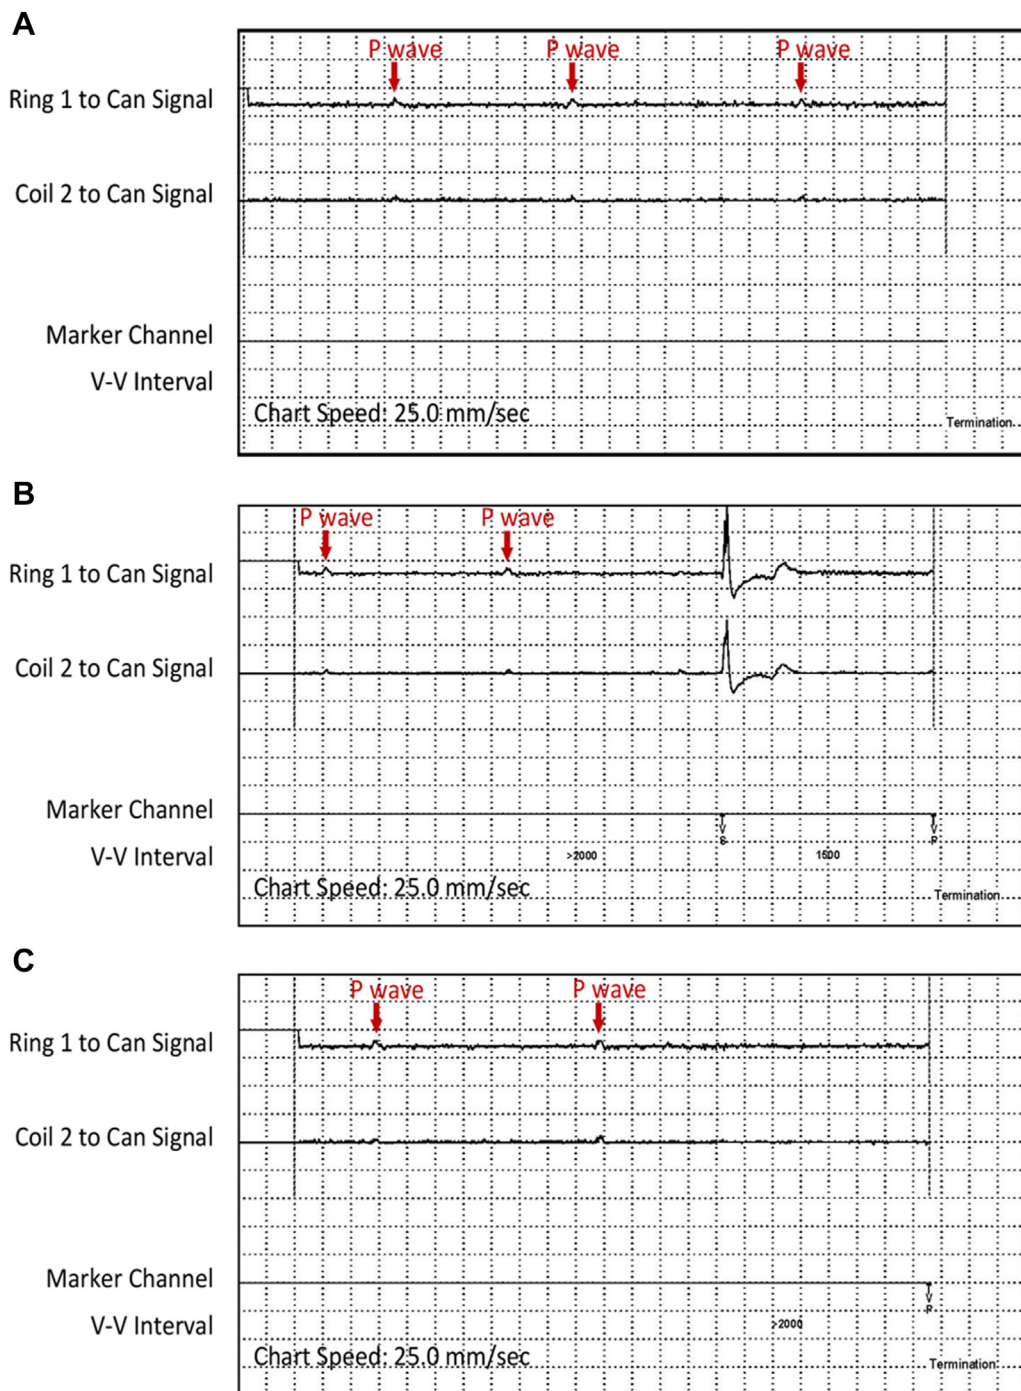 A
P wave P wave P wave
Ring 1 to Can Signal
Coil 2 to Can Signal
Marker Channel
V-V Interval
Chart Speed: 25.0 mm/sec
Termination
B
P wave P wave
Ring 1 to Can Signal
Coil 2 to Can Signal
Marker Channel
V V
S P
V-V Interval >2000 1500
Chart Speed: 25.0 mm/sec
Termination
C
P wave P wave
Ring 1 to Can Signal
Coil 2 to Can Signal
Marker Channel
V
P
V-V Interval >2000
Chart Speed: 25.0 mm/sec
Termination